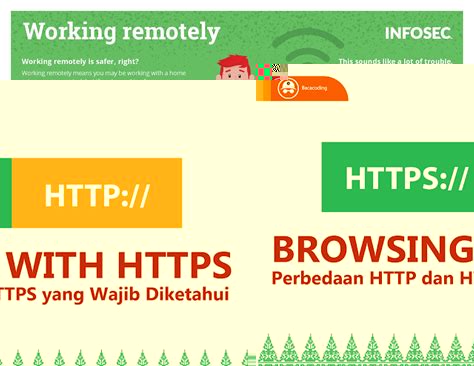 Working remotely
INFOSEC
Working remotely is safer, right?
This sounds like a lot of trouble.
Working remotely means you may be working with a home
Bacacoding
HTTP://
HTTPS://
WITH HTTPS
BROWSING
TTPS yang Wajib Diketahui
Perbedaan HTTP dan H